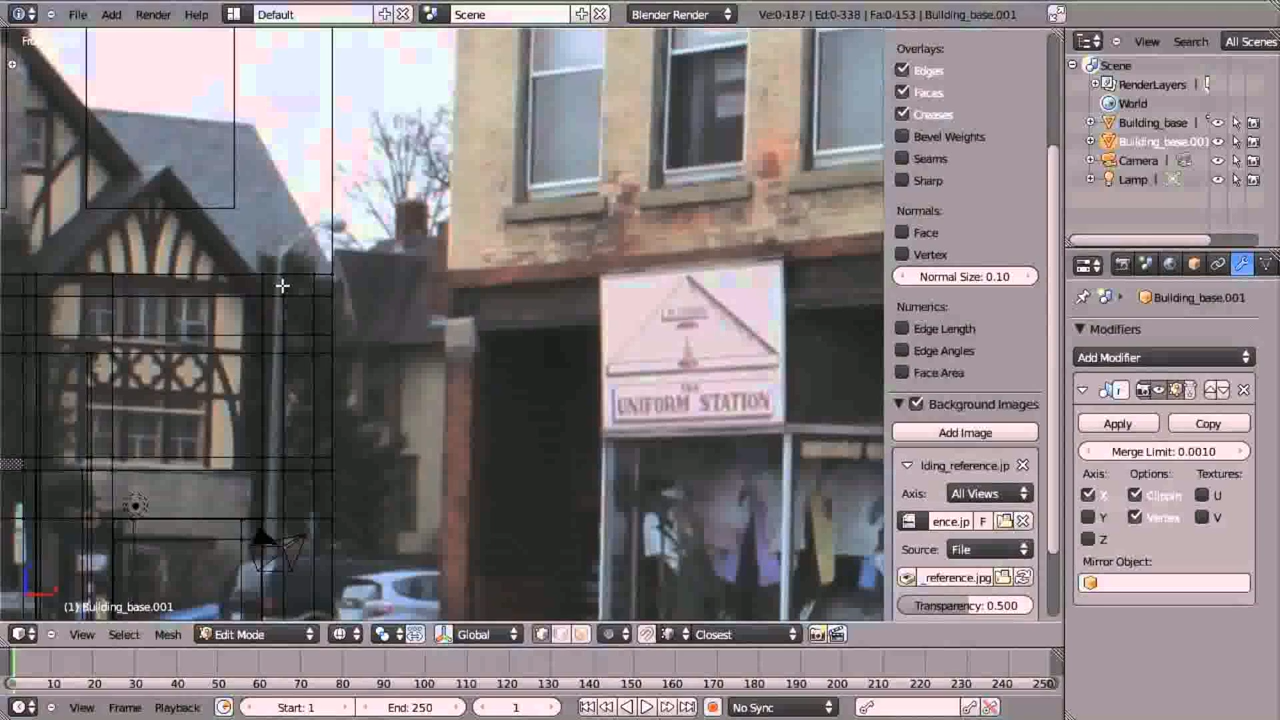 File Add Render Help Default Scene Blender Render Ve:0-187 | Ed:0-338 | Fa:0-153 | Building_base.001
View Search All Scenes
Scene
RenderLayers
World
Building_base
Building_base.001
Camera
Lamp
Overlays:
Edges
Faces
Creases
Bevel Weights
Seams
Sharp
Normals:
Face
Vertex
Normal Size: 0.10
Numerics:
Edge Length
Edge Angles
Face Area
Background Images
Add Image
lding_reference.jp
Axis: All Views
ence.jp F
Source: File
_reference.jpg
Transparency: 0.500
UNIFORM STATION
Building_base.001
Modifiers
Add Modifier
Apply Copy
Merge Limit: 0.0010
Axis: Options: Textures:
X Clippin U
Y Vertex V
Z
Mirror Object:
(1) Building_base.001
View Select Mesh Edit Mode Global Closest
10 20 30 40 50 60 70 80 90 100 110 120 130 140 150 160 170 180 190 200 210 220 230 240 250
View Frame Playback Start: 1 End: 250 1 No Sync